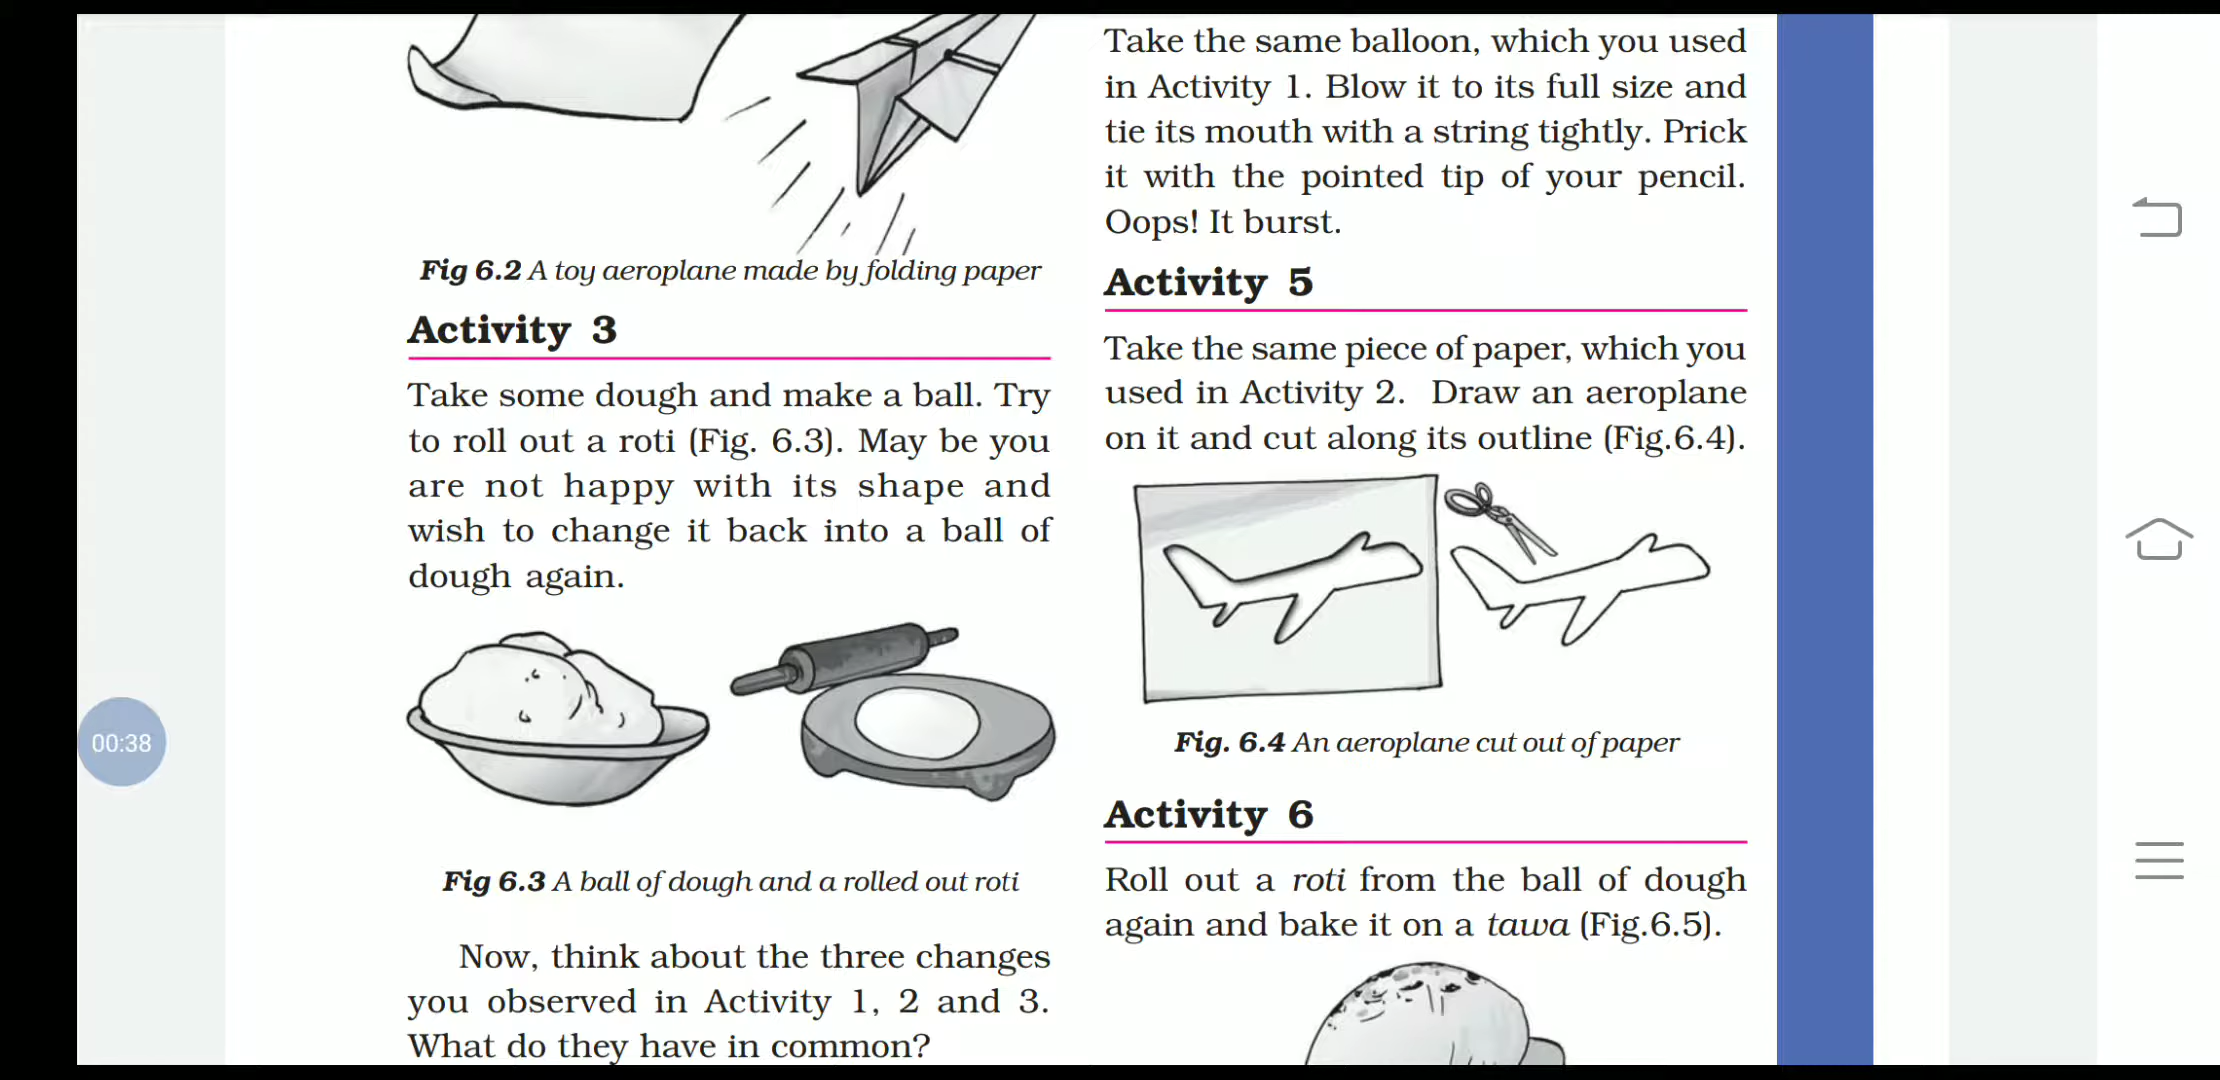 Fig 6.2 A toy aeroplane made by folding paper
Activity 3
Take some dough and make a ball. Try
to roll out a roti (Fig. 6.3). May be you
are not happy with its shape and
wish to change it back into a ball of
dough again.
Fig 6.3 A ball of dough and a rolled out roti
Now, think about the three changes
you observed in Activity 1, 2 and 3.
What do they have in common?
Take the same balloon, which you used
in Activity 1. Blow it to its full size and
tie its mouth with a string tightly. Prick
it with the pointed tip of your pencil.
Oops! It burst.
Activity 5
Take the same piece of paper, which you
used in Activity 2. Draw an aeroplane
on it and cut along its outline (Fig.6.4).
Fig. 6.4 An aeroplane cut out of paper
Activity 6
Roll out a roti from the ball of dough
again and bake it on a tawa (Fig.6.5).
00:38